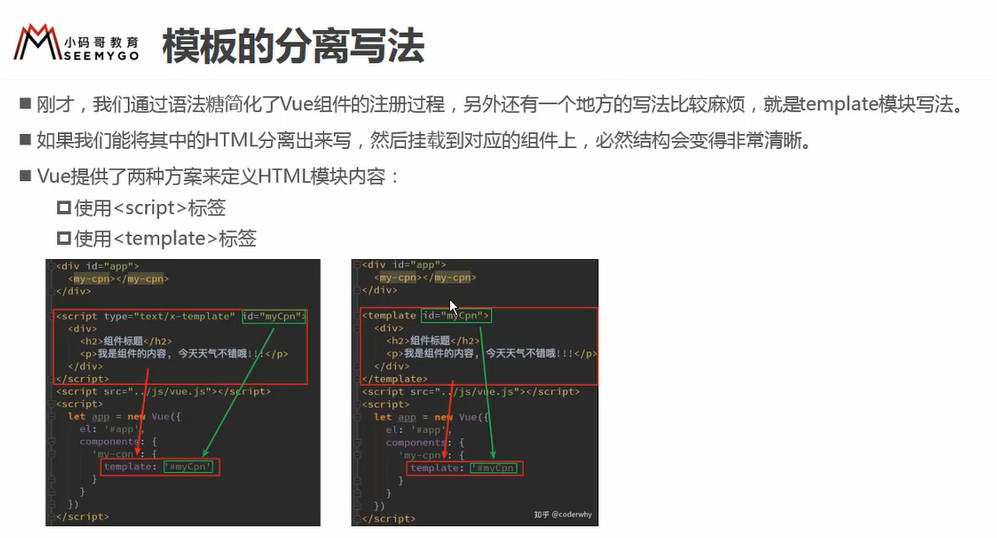 小码哥教育
SEEMYGO
模板的分离写法
刚才，我们通过语法糖简化了Vue组件的注册过程，另外还有一个地方的写法比较麻烦，就是template模块写法。
如果我们能将其中的HTML分离出来写，然后挂载到对应的组件上，必然结构会变得非常清晰。
Vue提供了两种方案来定义HTML模块内容：
使用<script>标签
使用<template>标签
<div id="app">
<my-cpn></my-cpn>
</div>
<script type="text/x-template" id="myCpn">
<div>
<h2>组件标题</h2>
<p>我是组件的内容, 今天天气不错哦!!!</p>
</div>
</script>
<script src="../js/vue.js"></script>
<script>
let app = new Vue({
el: '#app',
components: {
'my-cpn': {
template: '#myCpn'
}
}
})
</script>
<div id="app">
<my-cpn></my-cpn>
</div>
<template id="myCpn">
<div>
<h2>组件标题</h2>
<p>我是组件的内容, 今天天气不错哦!!!</p>
</div>
</template>
<script src="../js/vue.js"></script>
<script>
let app = new Vue({
el: '#app',
components: {
'my-cpn': {
template: '#myCpn'
}
}
})
</script>
知乎 @coderwhy